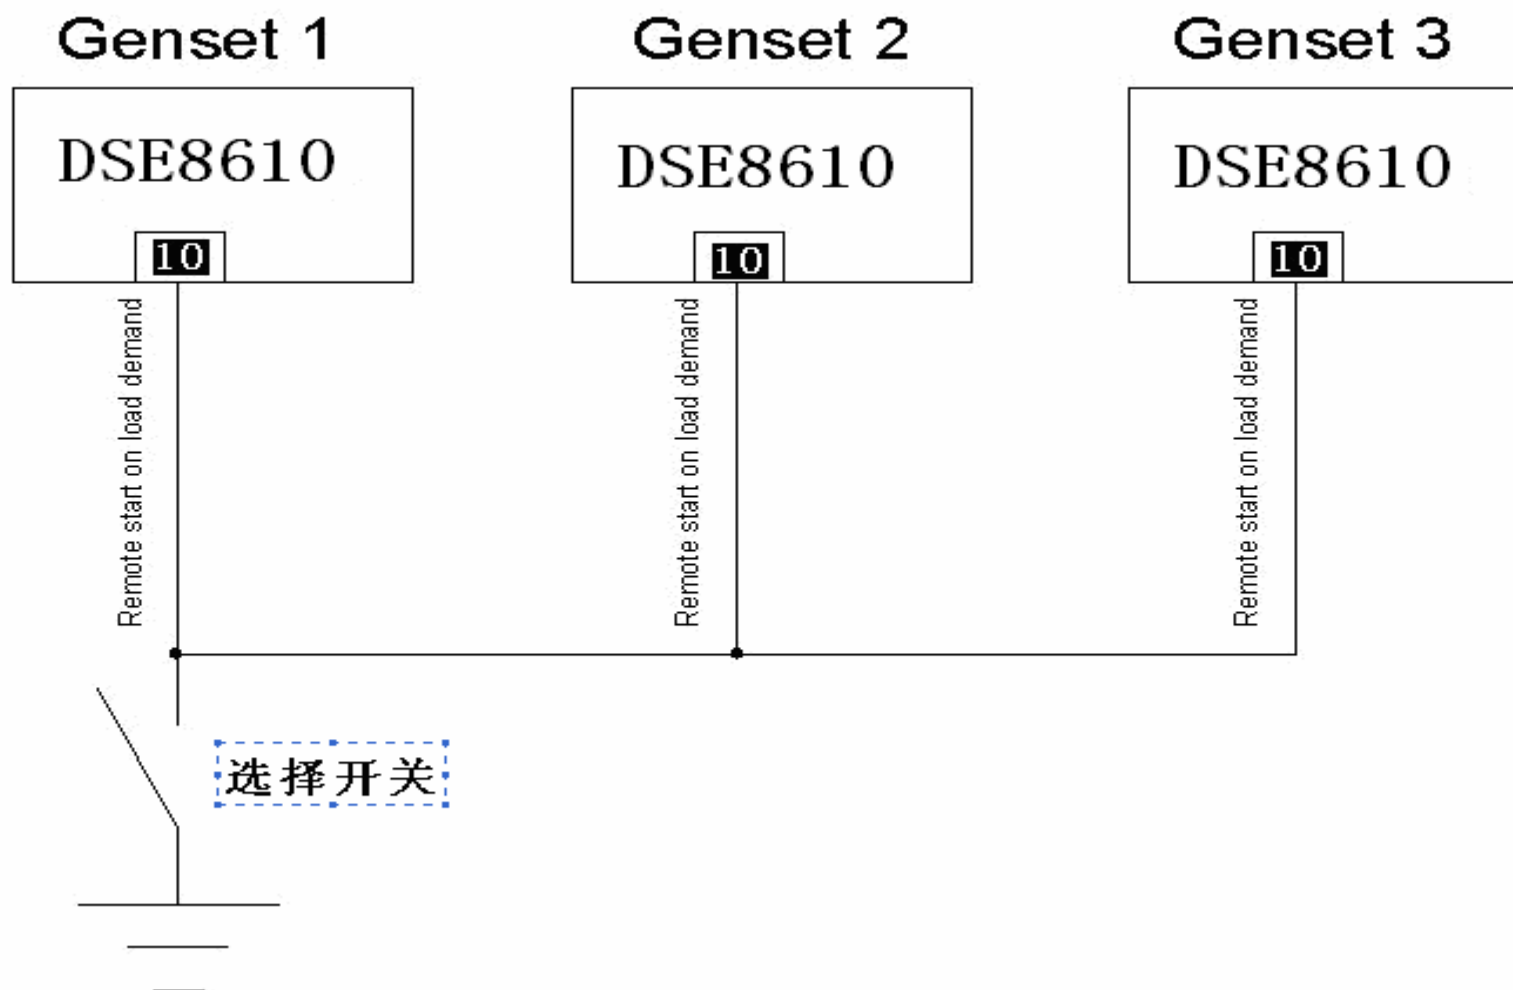 Genset 1
Genset 2
Genset 3
DSE8610
DSE8610
DSE8610
10
10
10
Remote start on load demand
Remote start on load demand
Remote start on load demand
选择开关